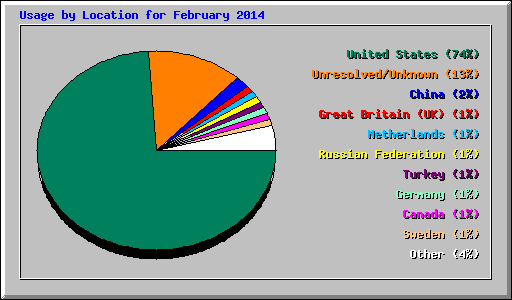 Usage by Location for February 2014
United States (74%)
Unresolved/Unknown (13%)
China (2%)
Great Britain (UK) (1%)
Netherlands (1%)
Russian Federation (1%)
Turkey (1%)
Germany (1%)
Canada (1%)
Sweden (1%)
Other (4%)